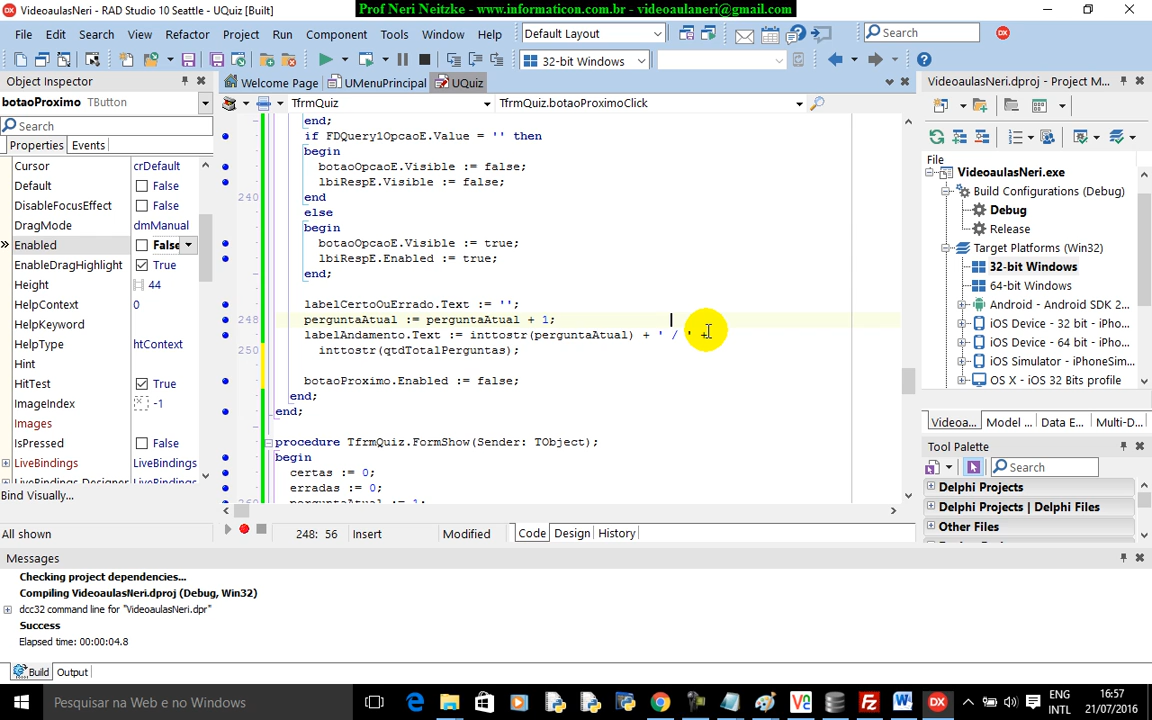 VideoaulasNeri - RAD Studio 10 Seattle - UQuiz [Built]
Prof Neri Neitzke - www.informaticon.com.br - videoaulaneri@gmail.com
File Edit Search View Refactor Project Run Component Tools Window Help
Default Layout
Search
32-bit Windows
Object Inspector
botaoProximo TButton
Search
Properties Events
Cursor crDefault
Default False
DisableFocusEffect False
DragMode dmManual
Enabled False
EnableDragHighlight True
Height 44
HelpContext 0
HelpKeyword
HelpType htContext
Hint
HitTest True
ImageIndex -1
Images
IsPressed False
LiveBindings LiveBindings
LiveBindings Designer LiveBindings
Bind Visually...
All shown
Welcome Page UMenuPrincipal UQuiz
TfrmQuiz TfrmQuiz.botaoProximoClick
end;
if FDQuery1OpcaoE.Value = '' then
begin
botaoOpcaoE.Visible := false;
lbiRespE.Visible := false;
240 end
else
begin
botaoOpcaoE.Visible := true;
lbiRespE.Enabled := true;
end;
labelCertoOuErrado.Text := '';
248 perguntaAtual := perguntaAtual + 1;
labelAndamento.Text := inttostr(perguntaAtual) + ' / ' +
250 inttostr(qtdTotalPerguntas);
botaoProximo.Enabled := false;
end;
end;
procedure TfrmQuiz.FormShow(Sender: TObject);
begin
certas := 0;
erradas := 0;
260 perguntaAtual := 1;
248: 56 Insert Modified Code Design History
VideoaulasNeri.dproj - Project M...
File
VideoaulasNeri.exe
Build Configurations (Debug)
Debug
Release
Target Platforms (Win32)
32-bit Windows
64-bit Windows
Android - Android SDK 2...
iOS Device - 32 bit - iPho...
iOS Device - 64 bit - iPho...
iOS Simulator - iPhoneSim...
OS X - iOS 32 Bits profile
Videoa... Model ... Data E... Multi-D...
Tool Palette
Search
Delphi Projects
Delphi Projects | Delphi Files
Other Files
Messages
Checking project dependencies...
Compiling VideoaulasNeri.dproj (Debug, Win32)
dcc32 command line for "VideoaulasNeri.dpr"
Success
Elapsed time: 00:00:04.8
Build Output
Pesquisar na Web e no Windows
ENG
INTL
16:57
21/07/2016